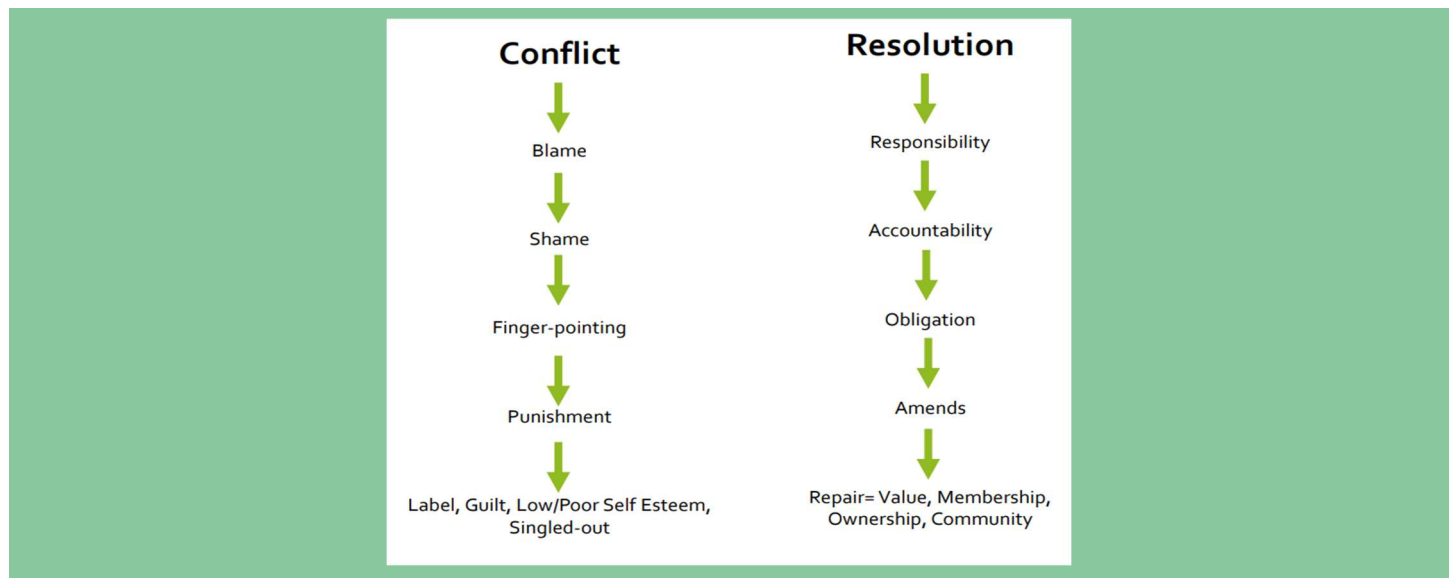 Conflict
Blame
Shame
Finger-pointing
Punishment
Label, Guilt, Low/Poor Self Esteem,
Singled-out
Resolution
Responsibility
Accountability
Obligation
Amends
Repair= Value, Membership,
Ownership, Community